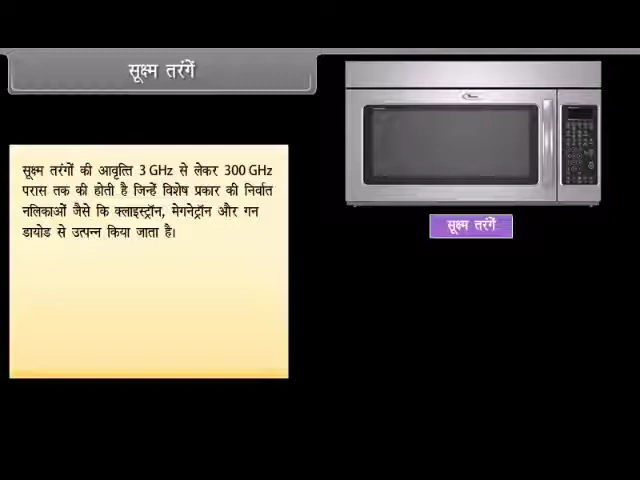 सूक्ष्म तरंगें
सूक्ष्म तरंगों की आवृत्ति 3 GHz से लेकर 300 GHz
परास तक की होती है जिन्हें विशेष प्रकार की निर्वात
नलिकाओं जैसे कि क्लाइस्ट्रॉन, मेगनेट्रॉन और गन
डायोड से उत्पन्न किया जाता है।
सूक्ष्म तरंगें